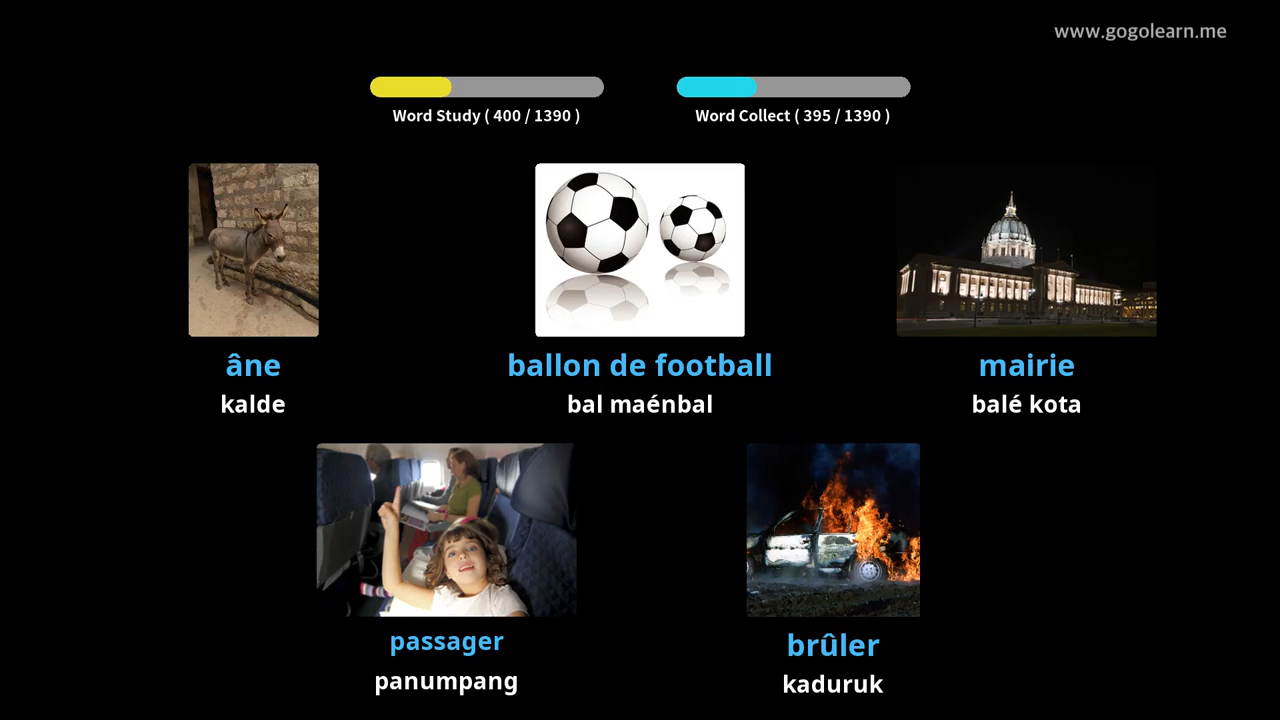 www.gogolearn.me
Word Study ( 400 / 1390 )
Word Collect ( 395 / 1390 )
âne
kalde
ballon de football
bal maénbal
mairie
balé kota
passager
panumpang
brûler
kaduruk